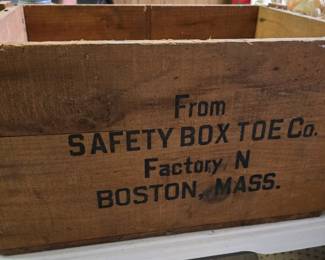 From
SAFETY BOX TOE Co.
Factory N
BOSTON, MASS.